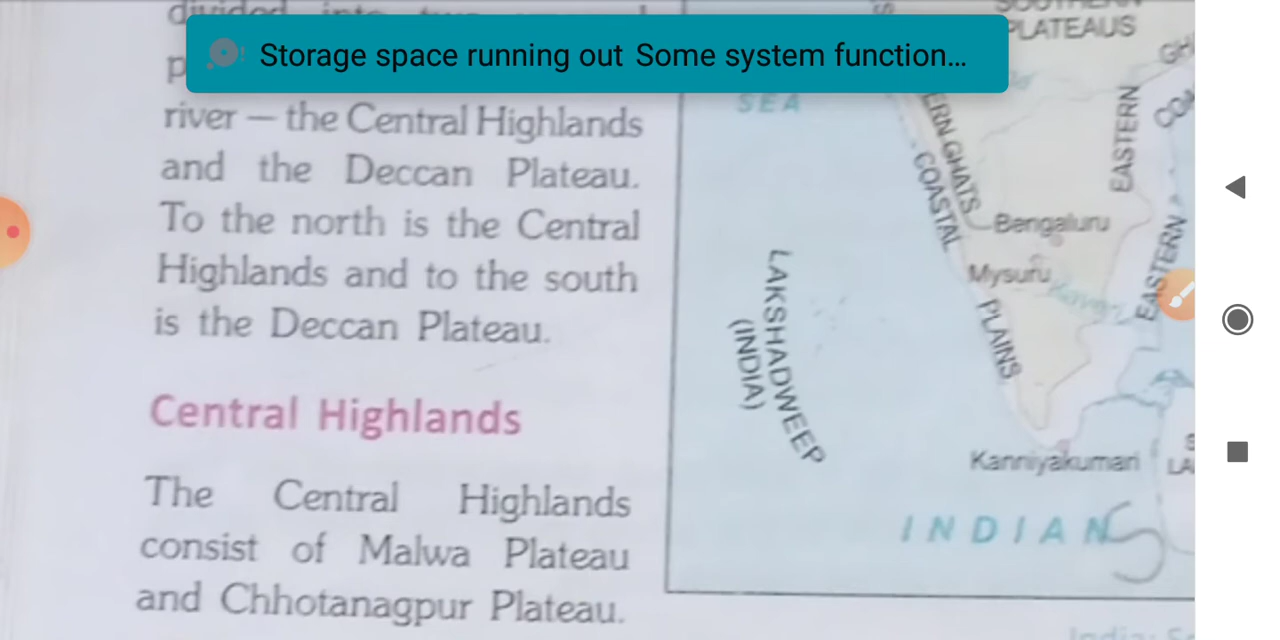 Storage space running out Some system function...
river — the Central Highlands
and the Deccan Plateau.
To the north is the Central
Highlands and to the south
is the Deccan Plateau.
Central Highlands
The Central Highlands
consist of Malwa Plateau
and Chhotanagpur Plateau.
PLATEAUS
SEA
GHATS
COASTAL
PLAINS
EASTERN
EASTERN
Bengaluru
Mysuru
LAKSHADWEEP
(INDIA)
Kanniyakumari
INDIAN